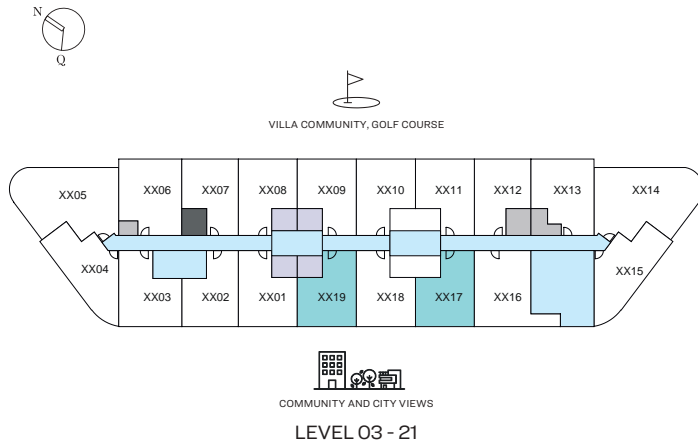 N
Q
VILLA COMMUNITY, GOLF COURSE
XX05 XX06 XX07 XX08 XX09 XX10 XX11 XX12 XX13 XX14
XX04 XX03 XX02 XX01 XX19 XX18 XX17 XX16 XX15
COMMUNITY AND CITY VIEWS
LEVEL 03 - 21